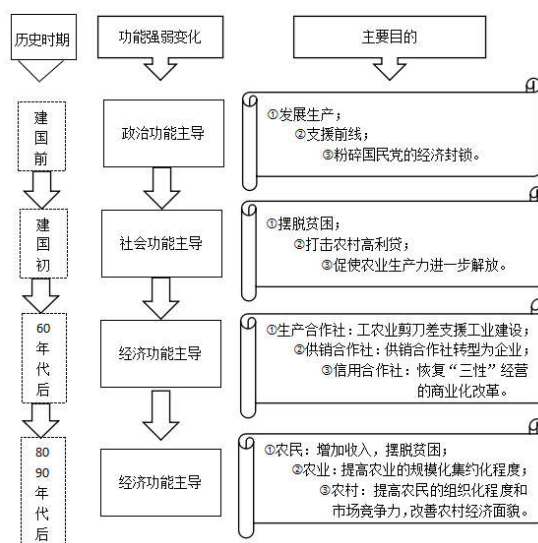 历史时期
功能强弱变化
主要目的
建
国
前
政治功能主导
①发展生产；
②支援前线；
③粉碎国民党的经济封锁。
建
国
初
社会功能主导
①摆脱贫困；
②打击农村高利贷；
③促使农业生产力进一步解放。
60
年
代
后
经济功能主导
①生产合作社：工农业剪刀差支援工业建设；
②供销合作社：供销合作社转型为企业；
③信用合作社：恢复“三性”经营
的商业化改革。
80
90
年
代
后
经济功能主导
①农民：增加收入，摆脱贫困；
②农业：提高农业的规模化集约化程度；
③农村：提高农民的组织化程度和
市场竞争力，改善农村经济面貌。